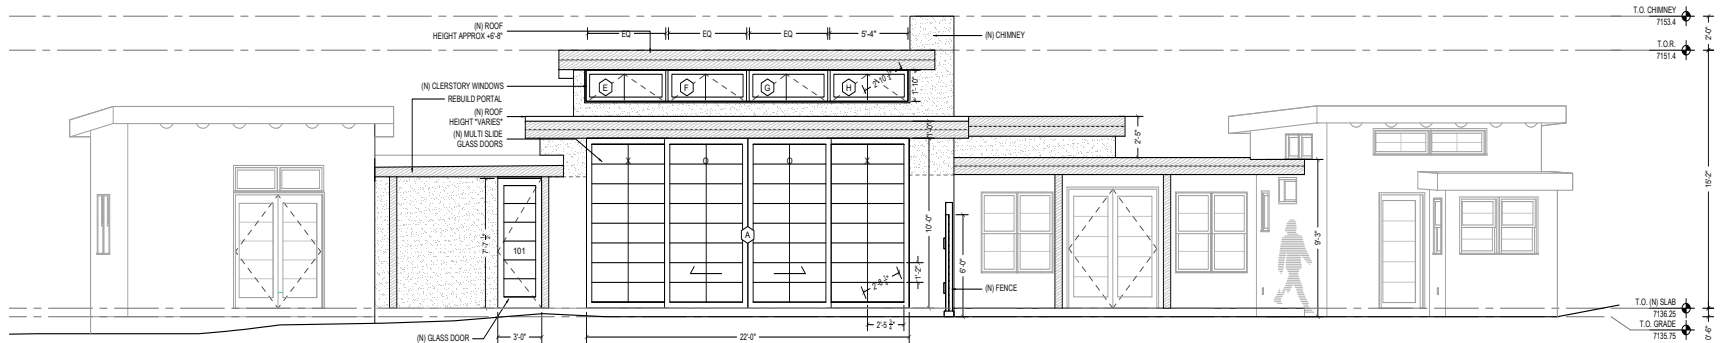 (N) ROOF
HEIGHT APPROX +6'-8"
EQ
EQ
EQ
5'-4"
(N) CHIMNEY
T.O. CHIMNEY
7153.4
2'-0"
T.O.R.
7151.4
(N) CLERSTORY WINDOWS
REBUILD PORTAL
(N) ROOF
HEIGHT "VARIES"
(N) MULTI SLIDE
GLASS DOORS
E
F
G
H
1'-10"
1'-0"
2'-5"
X
O
O
X
7'-7 1/2"
101
A
10'-0"
6'-0"
9'-3"
15'-2"
1'-2"
2'-5 3/4"
(N) FENCE
(N) GLASS DOOR
3'-0"
22'-0"
T.O. (N) SLAB
7136.25
T.O. GRADE
7135.75
0'-6"